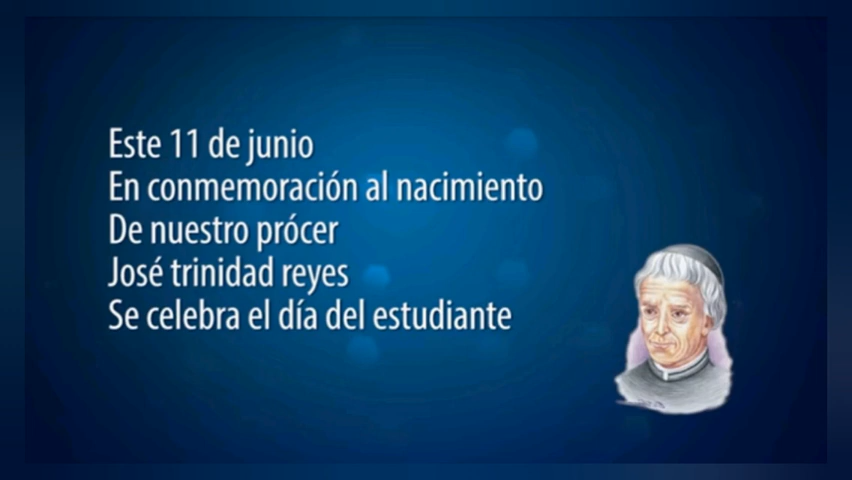 Este 11 de junio
En conmemoración al nacimiento
De nuestro prócer
José trinidad reyes
Se celebra el día del estudiante